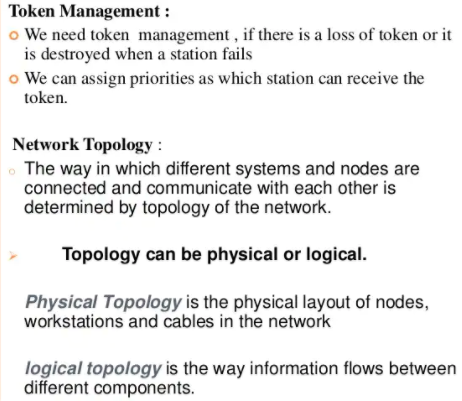 Token Management :
We need token management , if there is a loss of token or it
is destroyed when a station fails
We can assign priorities as which station can receive the
token.
Network Topology :
The way in which different systems and nodes are
connected and communicate with each other is
determined by topology of the network.
Topology can be physical or logical.
Physical Topology is the physical layout of nodes,
workstations and cables in the network
logical topology is the way information flows between
different components.